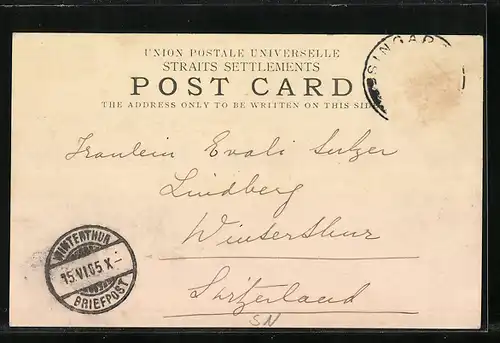 UNION POSTALE UNIVERSELLE
STRAITS SETTLEMENTS
POST CARD
THE ADDRESS ONLY TO BE WRITTEN ON THIS SIDE
SINGAP
Fräulein Evali Sulzer
Lindberg
Winterthur
Switzerland
SN
WINTERTHUR
15.VI.05.X-
BRIEFPOST